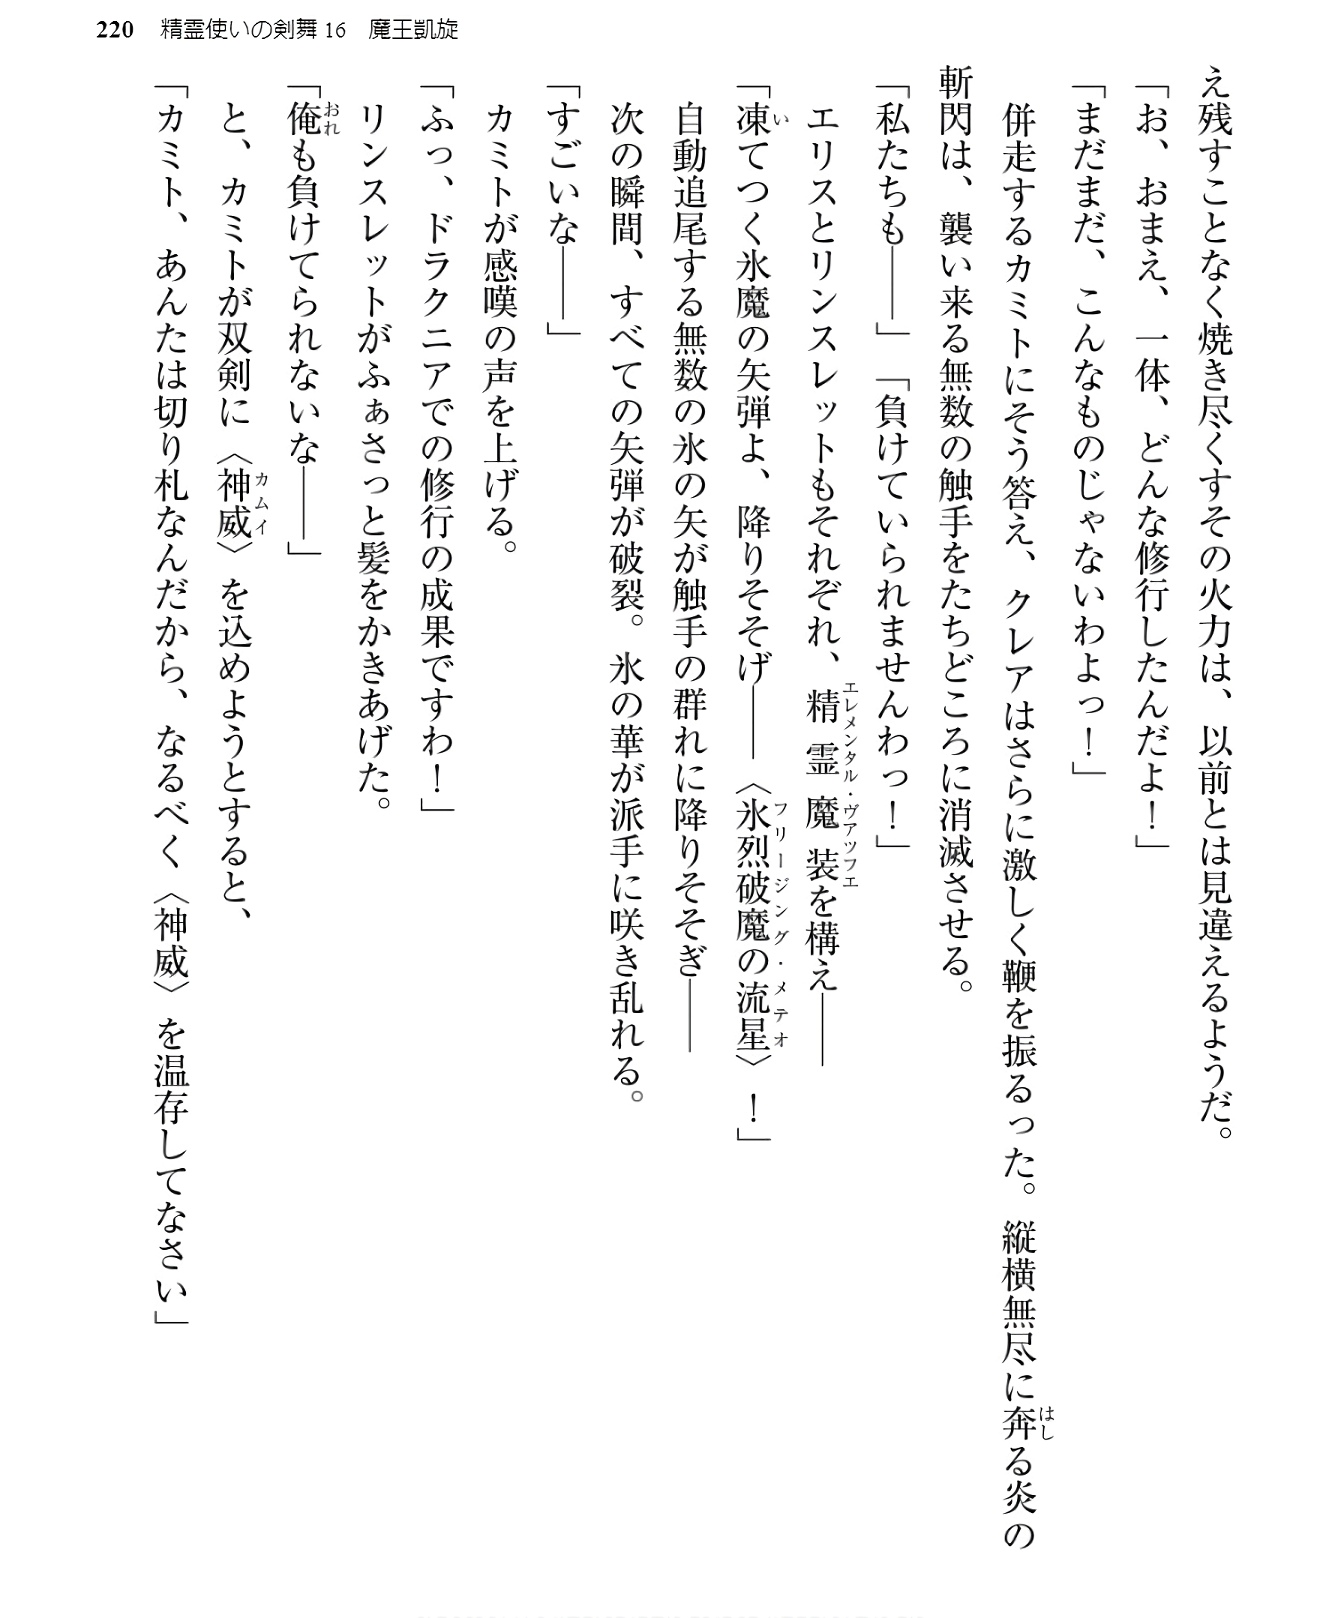 220 精霊使いの剣舞16 魔王凱旋
え残すことなく焼き尽くすその火力は、以前とは見違えるようだ。
「お、おまえ、一体、どんな修行したんだよ！」
「まだまだ、こんなものじゃないわよっ！」
併走するカミトにそう答え、クレアはさらに激しく鞭を振るった。縦横無尽に奔る炎の
はし
斬閃は、襲い来る無数の触手をたちどころに消滅させる。
「私たちも――」「負けていられませんわっ！」
エリスとリンスレットもそれぞれ、精霊魔装を構え――
エレメンタル・ヴァッフェ
「凍てつく氷魔の矢弾よ、降りそそげ――〈氷烈破魔の流星〉！」
い
フリージング・メテオ
自動追尾する無数の氷の矢が触手の群れに降りそそぎ――
次の瞬間、すべての矢弾が破裂。氷の華が派手に咲き乱れる。
「すごいな――」
カミトが感嘆の声を上げる。
「ふっ、ドラクニアでの修行の成果ですわ！」
リンスレットがふぁさっと髪をかきあげた。
「俺も負けてられないな――」
おれ
と、カミトが双剣に〈神威〉を込めようとすると、
カムイ
「カミト、あんたは切り札なんだから、なるべく〈神威〉を温存してなさい」